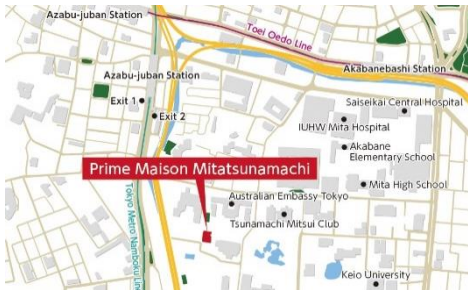 Azabu-juban Station
Toei Oedo Line
Akabanebashi Station
Azabu-juban Station
Exit 1
Exit 2
Saiseikai Central Hospital
IUHW Mita Hospital
Akabane
Elementary School
Prime Maison Mitatsunamachi
Mita High School
Australian Embassy Tokyo
Tsunamachi Mitsui Club
Tokyo Metro Namboku Line
Keio University